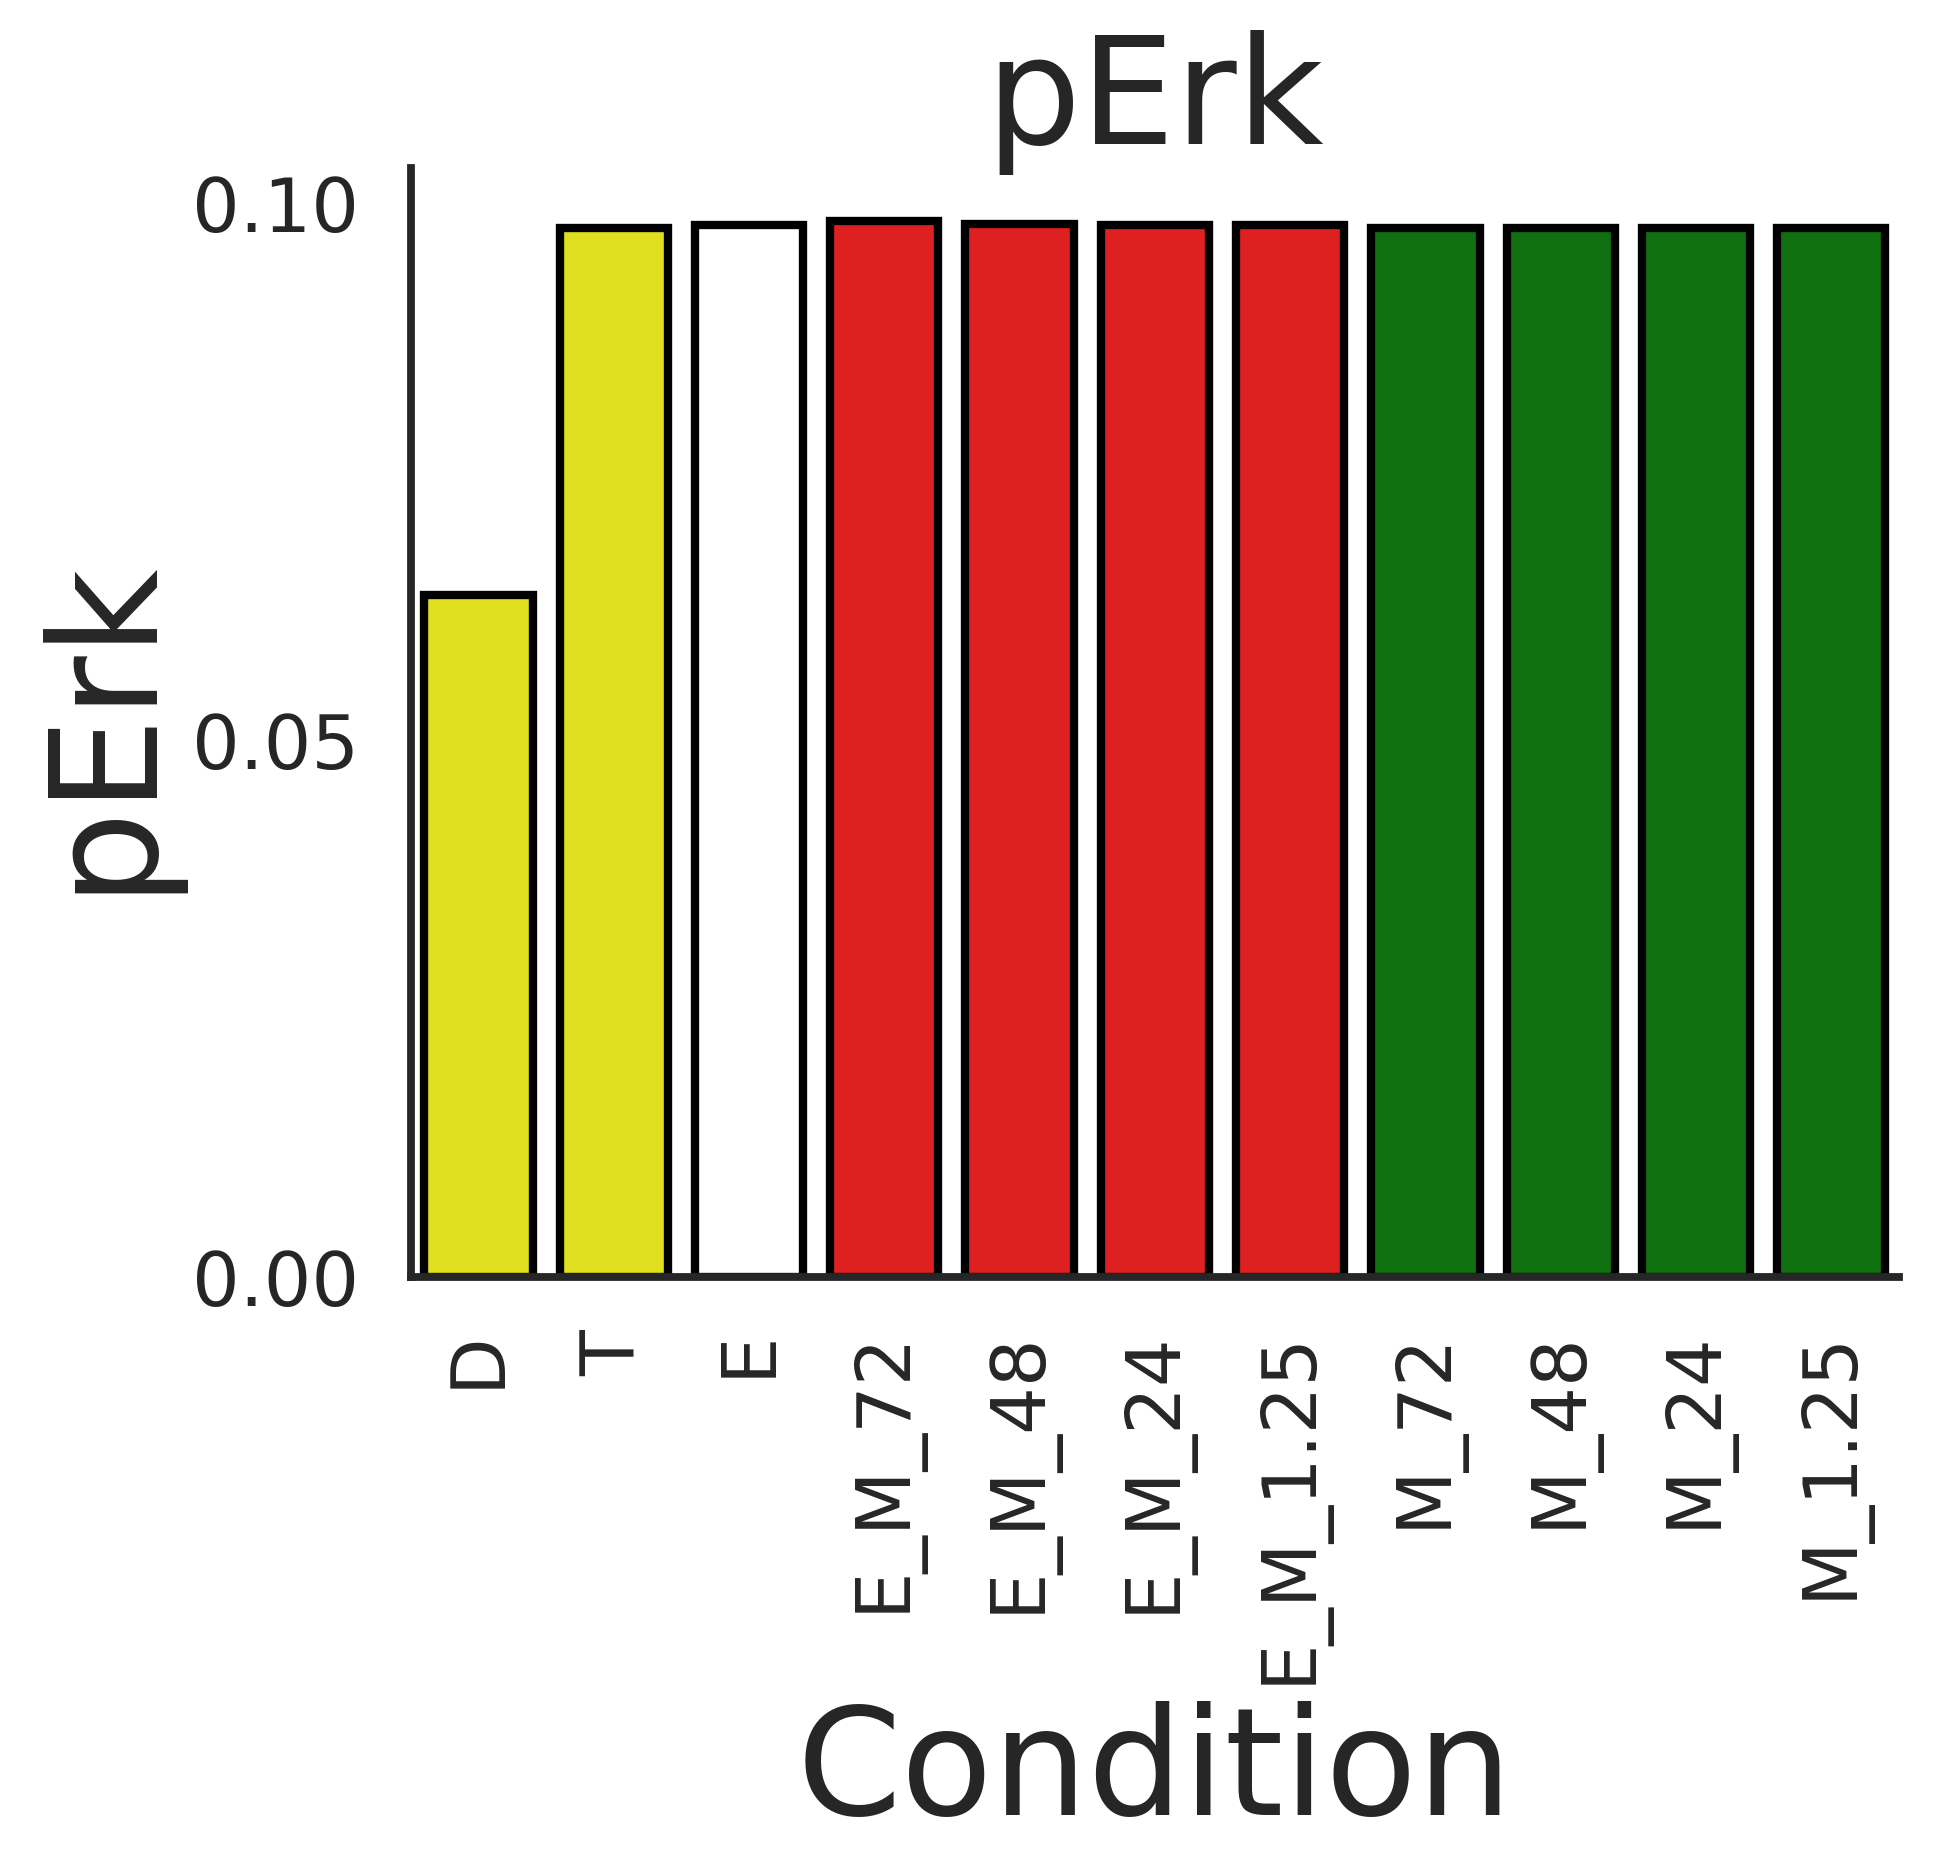 pErk
pErk
0.10
0.05
0.00
D
T
E
E_M_72
E_M_48
E_M_24
E_M_1.25
M_72
M_48
M_24
M_1.25
Condition